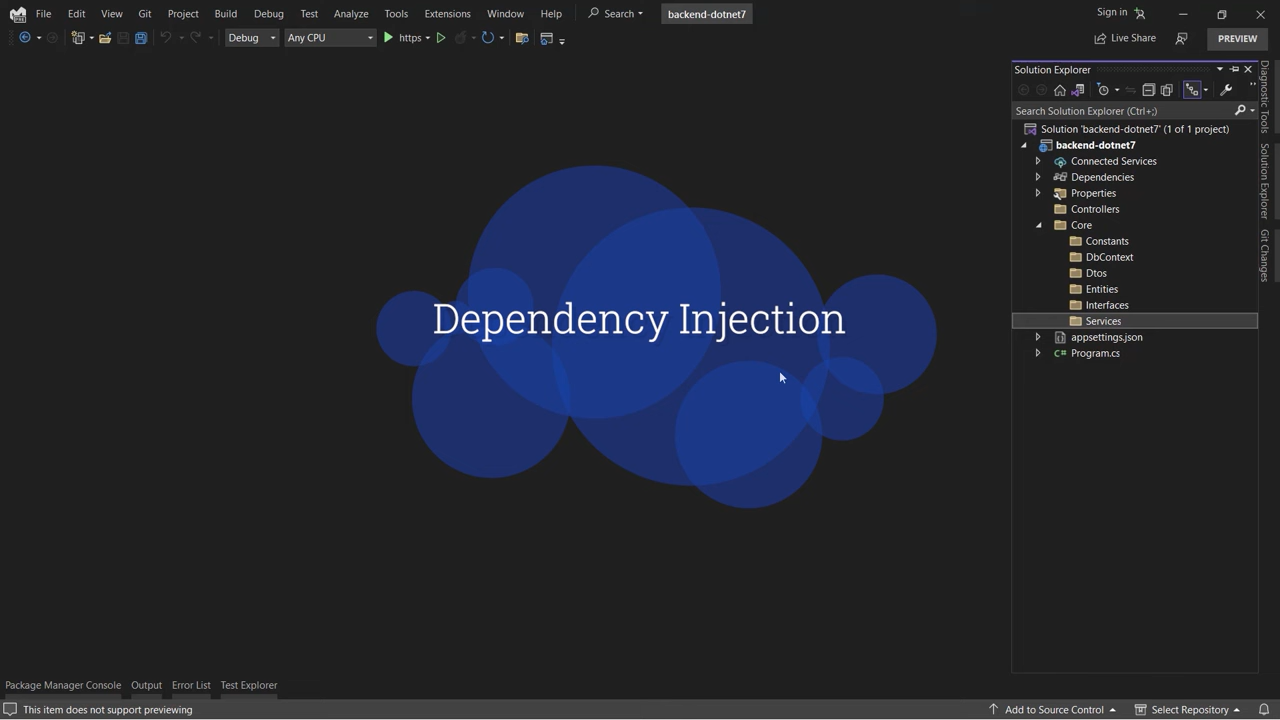 File Edit View Git Project Build Debug Test Analyze Tools Extensions Window Help Search backend-dotnet7 Sign in
Debug Any CPU https Live Share PREVIEW
Solution Explorer
Search Solution Explorer (Ctrl+;)
Solution 'backend-dotnet7' (1 of 1 project)
backend-dotnet7
Connected Services
Dependencies
Properties
Controllers
Core
Constants
DbContext
Dtos
Entities
Interfaces
Services
appsettings.json
C# Program.cs
Diagnostic Tools
Solution Explorer
Git Changes
Dependency Injection
Package Manager Console Output Error List Test Explorer
This item does not support previewing Add to Source Control Select Repository